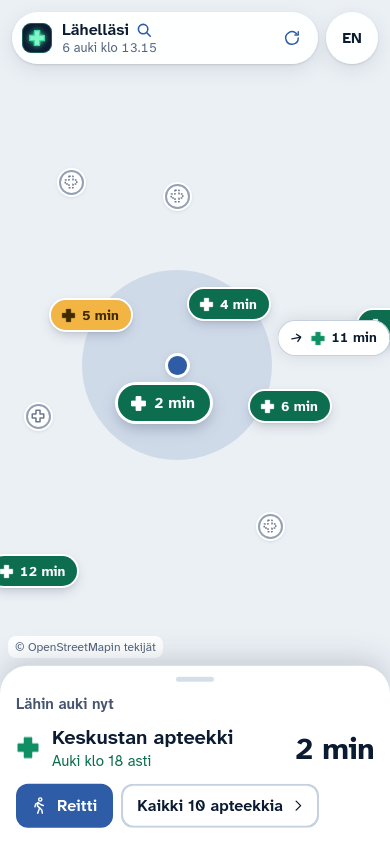 Lähelläsi
6 auki klo 13.15
EN
4 min
5 min
11 min
2 min
6 min
12 min
© OpenStreetMapin tekijät
Lähin auki nyt
Keskustan apteekki
Auki klo 18 asti
2 min
Reitti
Kaikki 10 apteekkia